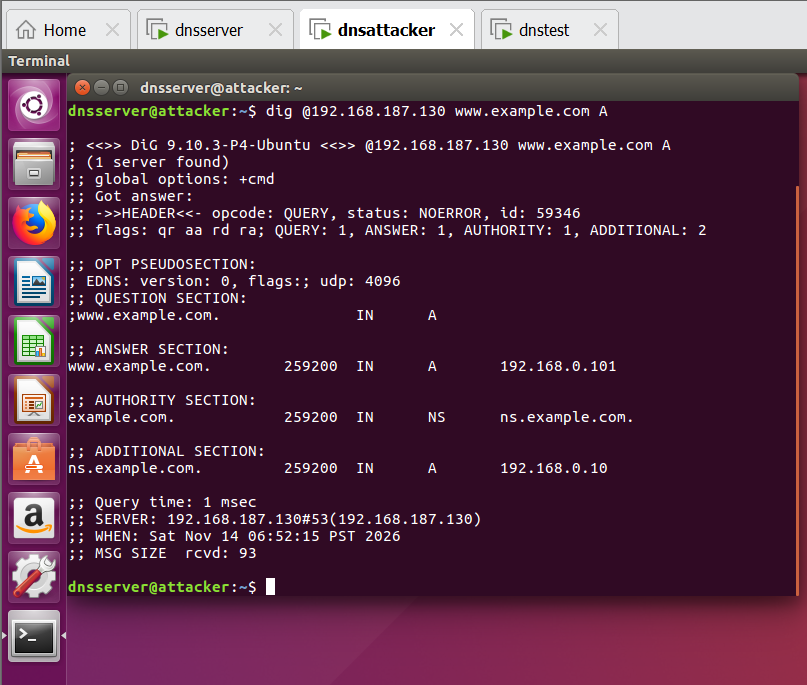 Home
dnsserver
dnsattacker
dnstest
Terminal
dnsserver@attacker: ~
dnsserver@attacker:~$ dig @192.168.187.130 www.example.com A
; <<>> DiG 9.10.3-P4-Ubuntu <<>> @192.168.187.130 www.example.com A
; (1 server found)
;; global options: +cmd
;; Got answer:
;; ->>HEADER<<- opcode: QUERY, status: NOERROR, id: 59346
;; flags: qr aa rd ra; QUERY: 1, ANSWER: 1, AUTHORITY: 1, ADDITIONAL: 2
;; OPT PSEUDOSECTION:
; EDNS: version: 0, flags:; udp: 4096
;; QUESTION SECTION:
;www.example.com. IN A
;; ANSWER SECTION:
www.example.com. 259200 IN A 192.168.0.101
;; AUTHORITY SECTION:
example.com. 259200 IN NS ns.example.com.
;; ADDITIONAL SECTION:
ns.example.com. 259200 IN A 192.168.0.10
;; Query time: 1 msec
;; SERVER: 192.168.187.130#53(192.168.187.130)
;; WHEN: Sat Nov 14 06:52:15 PST 2026
;; MSG SIZE rcvd: 93
dnsserver@attacker:~$